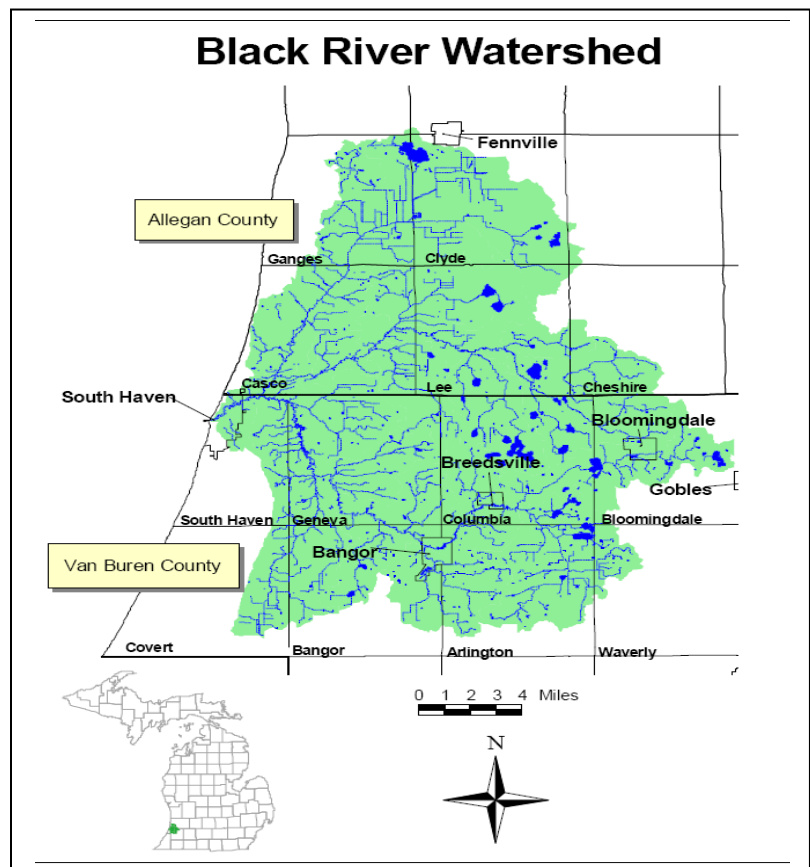 Black River Watershed
Fennville
Allegan County
Ganges
Clyde
Casco
Lee
Cheshire
South Haven
Bloomingdale
Breedsville
Gobles
South Haven
Geneva
Columbia
Bloomingdale
Bangor
Van Buren County
Covert
Bangor
Arlington
Waverly
0 1 2 3 4 Miles
N